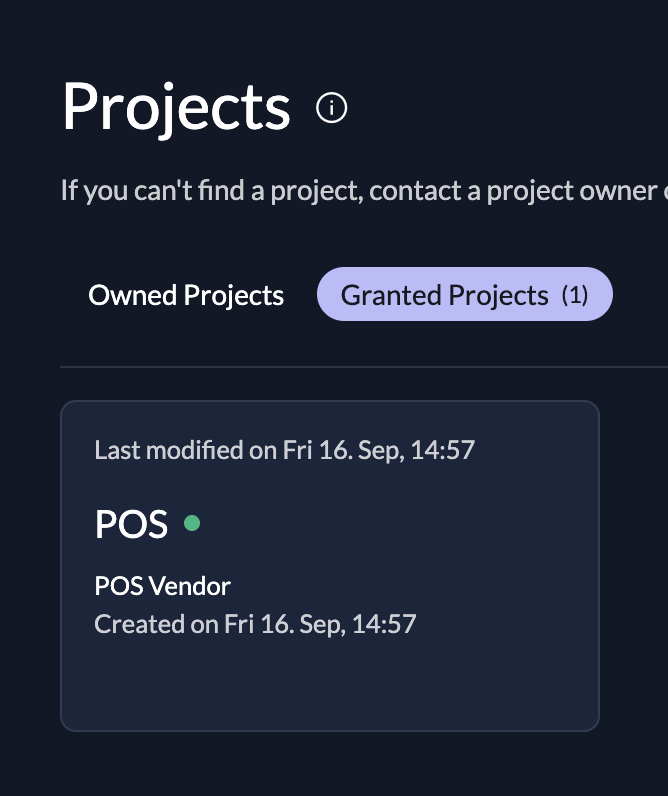 Projects
If you can't find a project, contact a project owner
Owned Projects
Granted Projects (1)
Last modified on Fri 16. Sep, 14:57
POS
POS Vendor
Created on Fri 16. Sep, 14:57